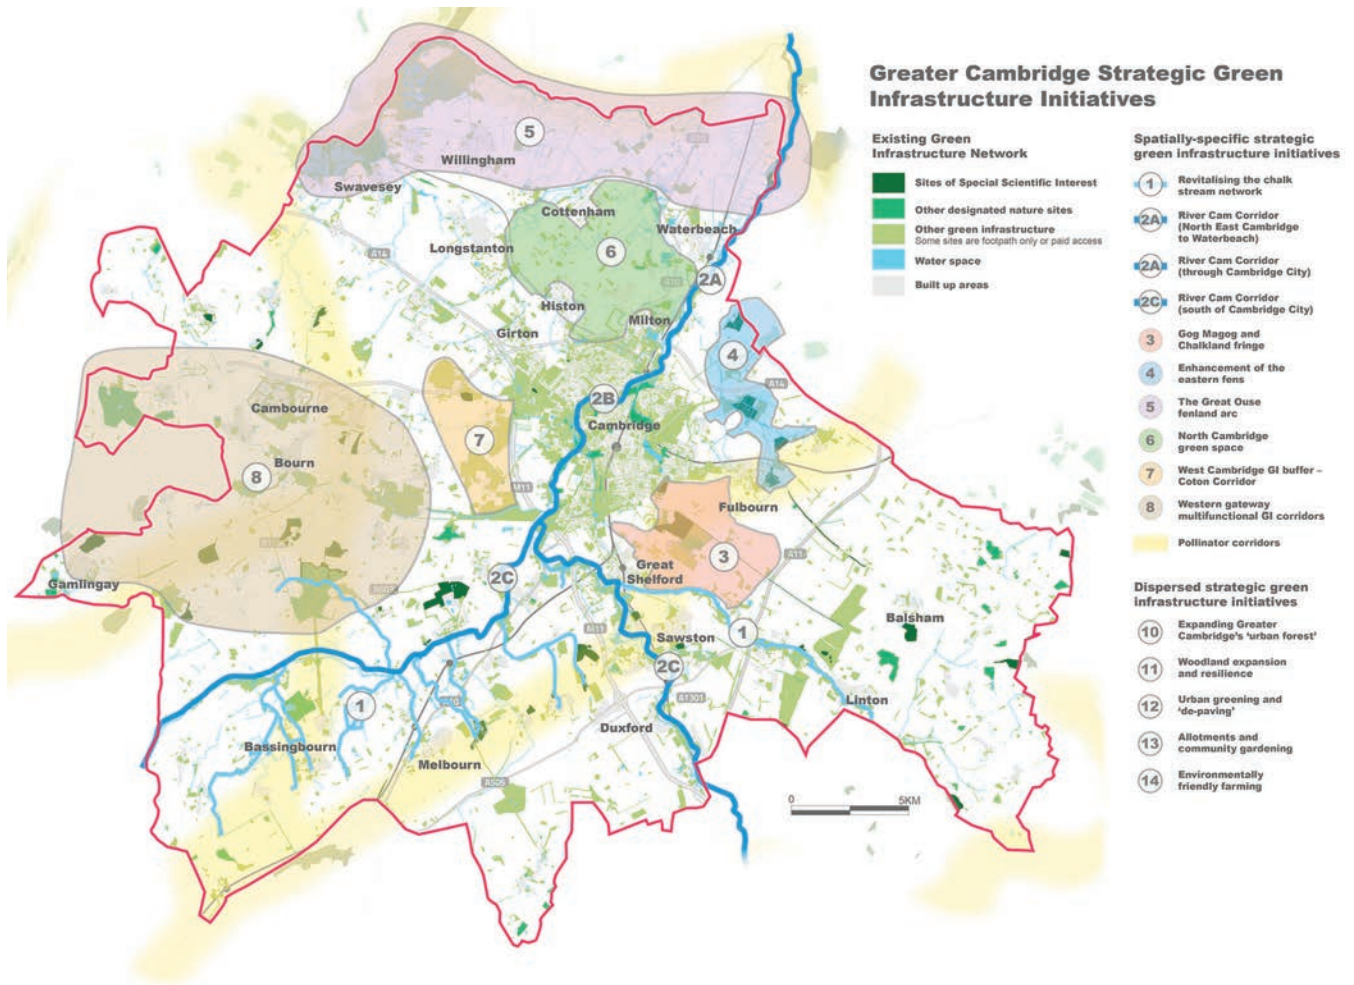 Greater Cambridge Strategic Green
Infrastructure Initiatives
Existing Green
Infrastructure Network
Sites of Special Scientific Interest
Other designated nature sites
Other green infrastructure
Some sites are footpath only or paid access
Water space
Built up areas
Spatially-specific strategic
green infrastructure initiatives
1 Revitalising the chalk
stream network
2A River Cam Corridor
(North East Cambridge
to Waterbeach)
2A River Cam Corridor
(through Cambridge City)
2C River Cam Corridor
(south of Cambridge City)
3 Gog Magog and
Chalkland fringe
4 Enhancement of the
eastern fens
5 The Great Ouse
fenland arc
6 North Cambridge
green space
7 West Cambridge GI buffer –
Coton Corridor
8 Western gateway
multifunctional GI corridors
Pollinator corridors
Dispersed strategic green
infrastructure initiatives
10 Expanding Greater
Cambridge's 'urban forest'
11 Woodland expansion
and resilience
12 Urban greening and
'de-paving'
13 Allotments and
community gardening
14 Environmentally
friendly farming
5
Willingham
Swavesey
Cottenham
Waterbeach
Longstanton
6
A14
2A
Histon
Milton
Girton
4
A14
2B
Cambourne
Cambridge
7
Bourn
8
M11
Fulbourn
3
A11
Great
Shelford
2C
Gamlingay
Balsham
M11
Sawston
1
2C
A1301
Linton
1
A10
Duxford
Bassingbourn
Melbourn
A505
0 5KM